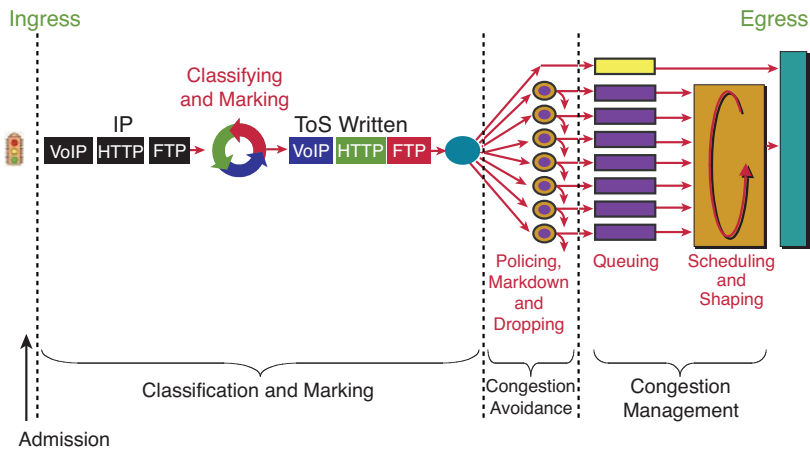 Ingress
Egress
Classifying
and Marking
IP
ToS Written
VoIP HTTP FTP
VoIP HTTP FTP
Policing,
Markdown
and
Dropping
Queuing
Scheduling
and
Shaping
Classification and Marking
Congestion
Avoidance
Congestion
Management
Admission